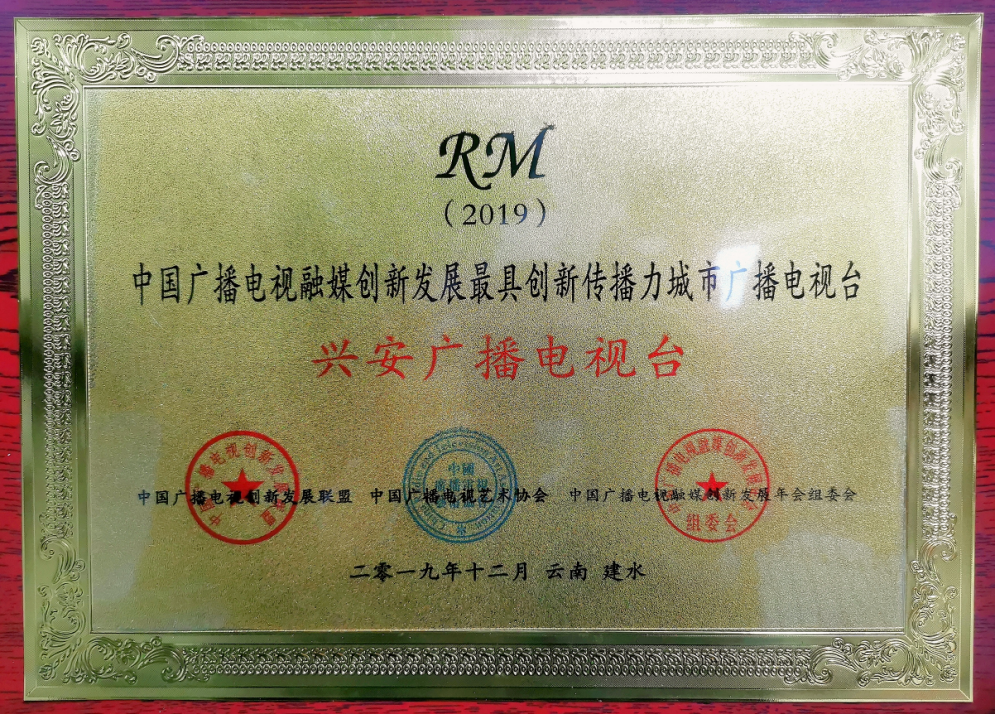 RM
（2019）
中国广播电视融媒创新发展最具创新传播力城市广播电视台
兴安广播电视台
中国广播电视创新发展联盟 中国广播电视艺术协会 中国广播电视融媒创新发展年会组委会
组委会
二零一九年十二月 云南 建水